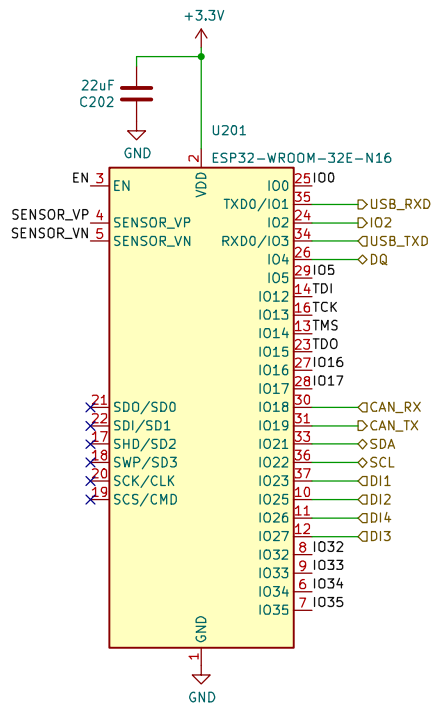 +3.3V
22uF
C202
GND
U201
ESP32-WROOM-32E-N16
2
VDD
EN 3 EN
SENSOR_VP 4 SENSOR_VP
SENSOR_VN 5 SENSOR_VN
21 SDO/SD0
22 SDI/SD1
17 SHD/SD2
18 SWP/SD3
20 SCK/CLK
19 SCS/CMD
IO0 25 IO0
TXD0/IO1 35 USB_RXD
IO2 24 IO2
RXD0/IO3 34 USB_TXD
IO4 26 DQ
IO5 29 IO5
IO12 14 TDI
IO13 16 TCK
IO14 13 TMS
IO15 23 TDO
IO16 27 IO16
IO17 28 IO17
IO18 30 CAN_RX
IO19 31 CAN_TX
IO21 33 SDA
IO22 36 SCL
IO23 37 DI1
IO25 10 DI2
IO26 11 DI4
IO27 12 DI3
IO32 8 IO32
IO33 9 IO33
IO34 6 IO34
IO35 7 IO35
GND
1
GND